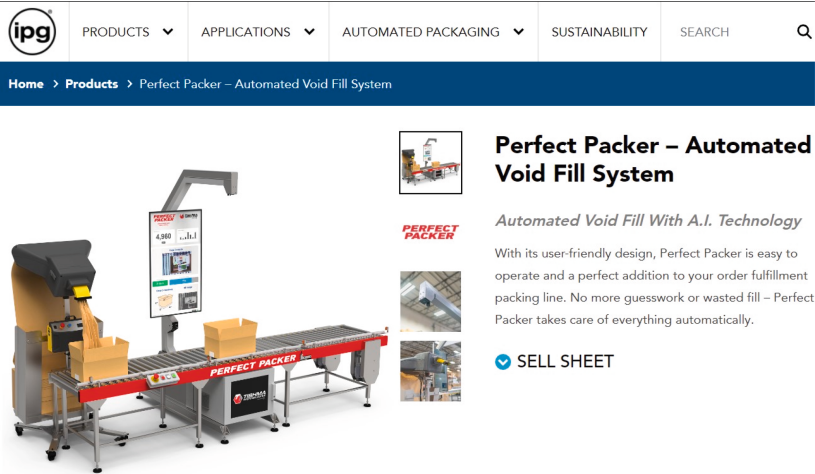 ipg
PRODUCTS
APPLICATIONS
AUTOMATED PACKAGING
SUSTAINABILITY
SEARCH
Home > Products > Perfect Packer – Automated Void Fill System
Perfect Packer – Automated
Void Fill System
Automated Void Fill With A.I. Technology
With its user-friendly design, Perfect Packer is easy to
operate and a perfect addition to your order fulfillment
packing line. No more guesswork or wasted fill – Perfect
Packer takes care of everything automatically.
SELL SHEET
PERFECT
PACKER
PERFECT
PACKER
4,960
PERFECT PACKER
TISHMA